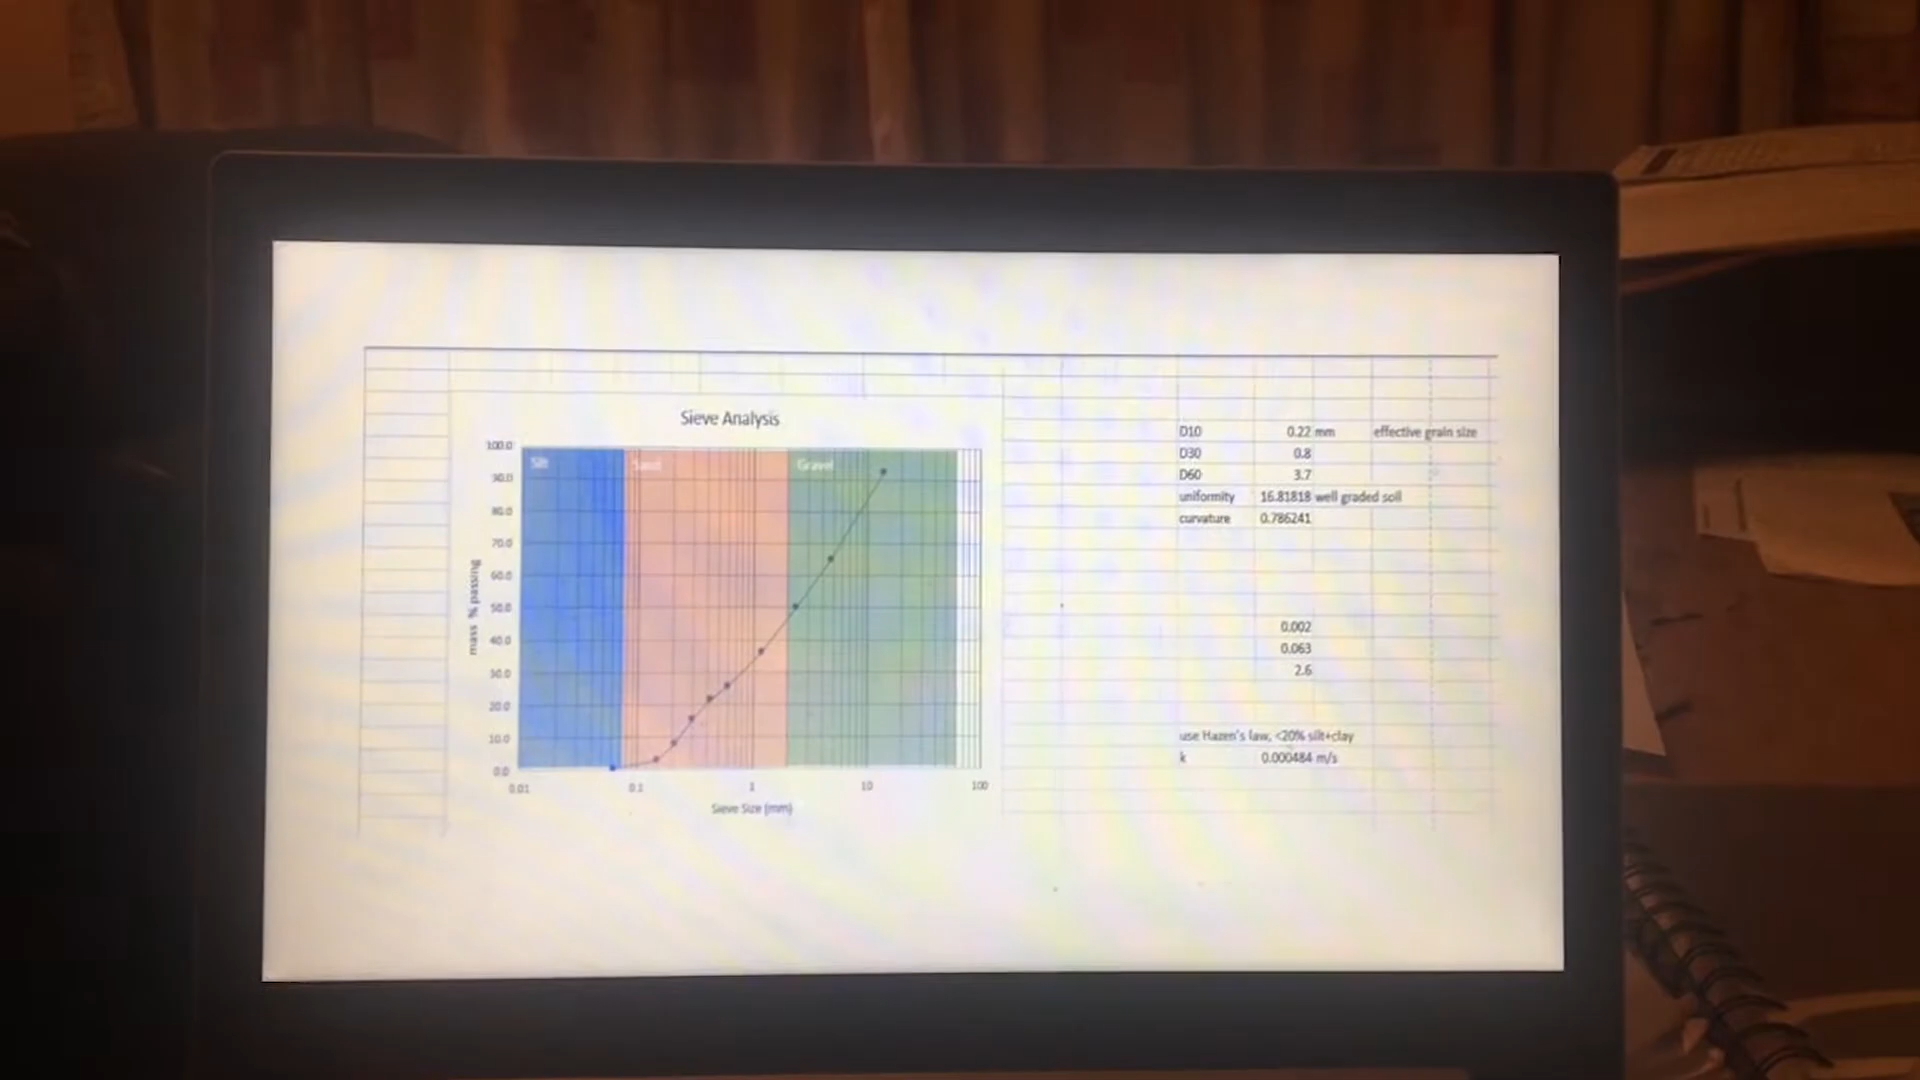 Sieve Analysis
100.0
90.0
80.0
70.0
60.0
50.0
40.0
30.0
20.0
10.0
0.0
mass % passing
Silt
Sand
Gravel
0.01
0.1
1
10
100
Sieve Size (mm)
D10 0.22 mm effective grain size
D30 0.8
D60 3.7
uniformity 16.81818 well graded soil
curvature 0.786241
0.002
0.063
2.6
use Hazen's law, <20% silt+clay
k 0.000484 m/s